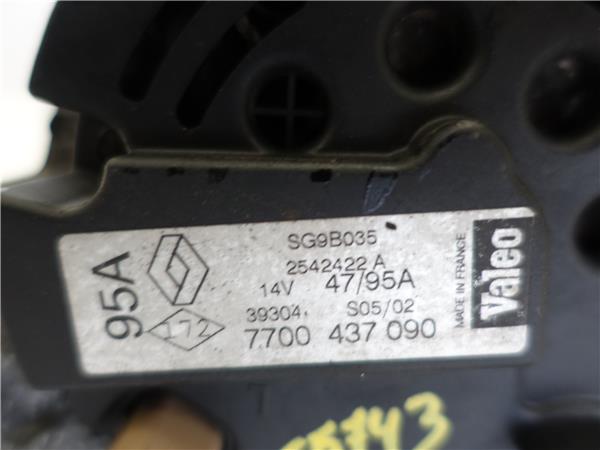 95A
SG9B035
2542422 A
14V 47/95A
39304. S05/02
172
7700 437 090
MADE IN FRANCE
Valeo